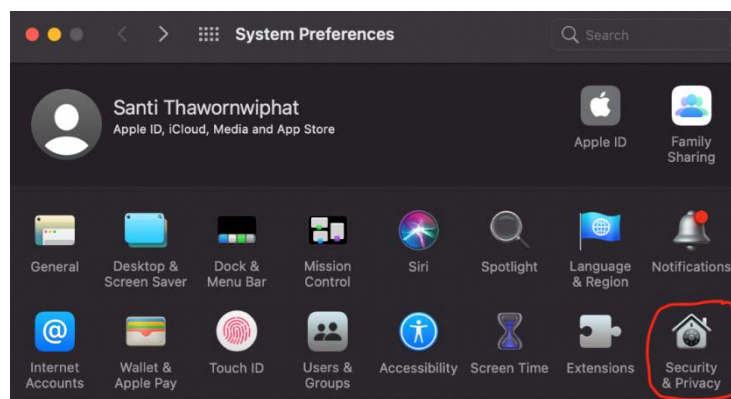 System Preferences
Search
Santi Thawornwiphat
Apple ID, iCloud, Media and App Store
Apple ID
Family
Sharing
General
Desktop &
Screen Saver
Dock &
Menu Bar
Mission
Control
Siri
Spotlight
Language
& Region
Notifications
Internet
Accounts
Wallet &
Apple Pay
Touch ID
Users &
Groups
Accessibility
Screen Time
Extensions
Security
& Privacy